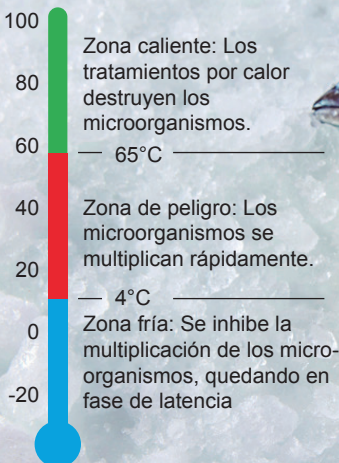 100
80
60
40
20
0
-20
Zona caliente: Los
tratamientos por calor
destruyen los
microorganismos.
65°C
Zona de peligro: Los
microorganismos se
multiplican rápidamente.
4°C
Zona fría: Se inhibe la
multiplicación de los micro-
organismos, quedando en
fase de latencia